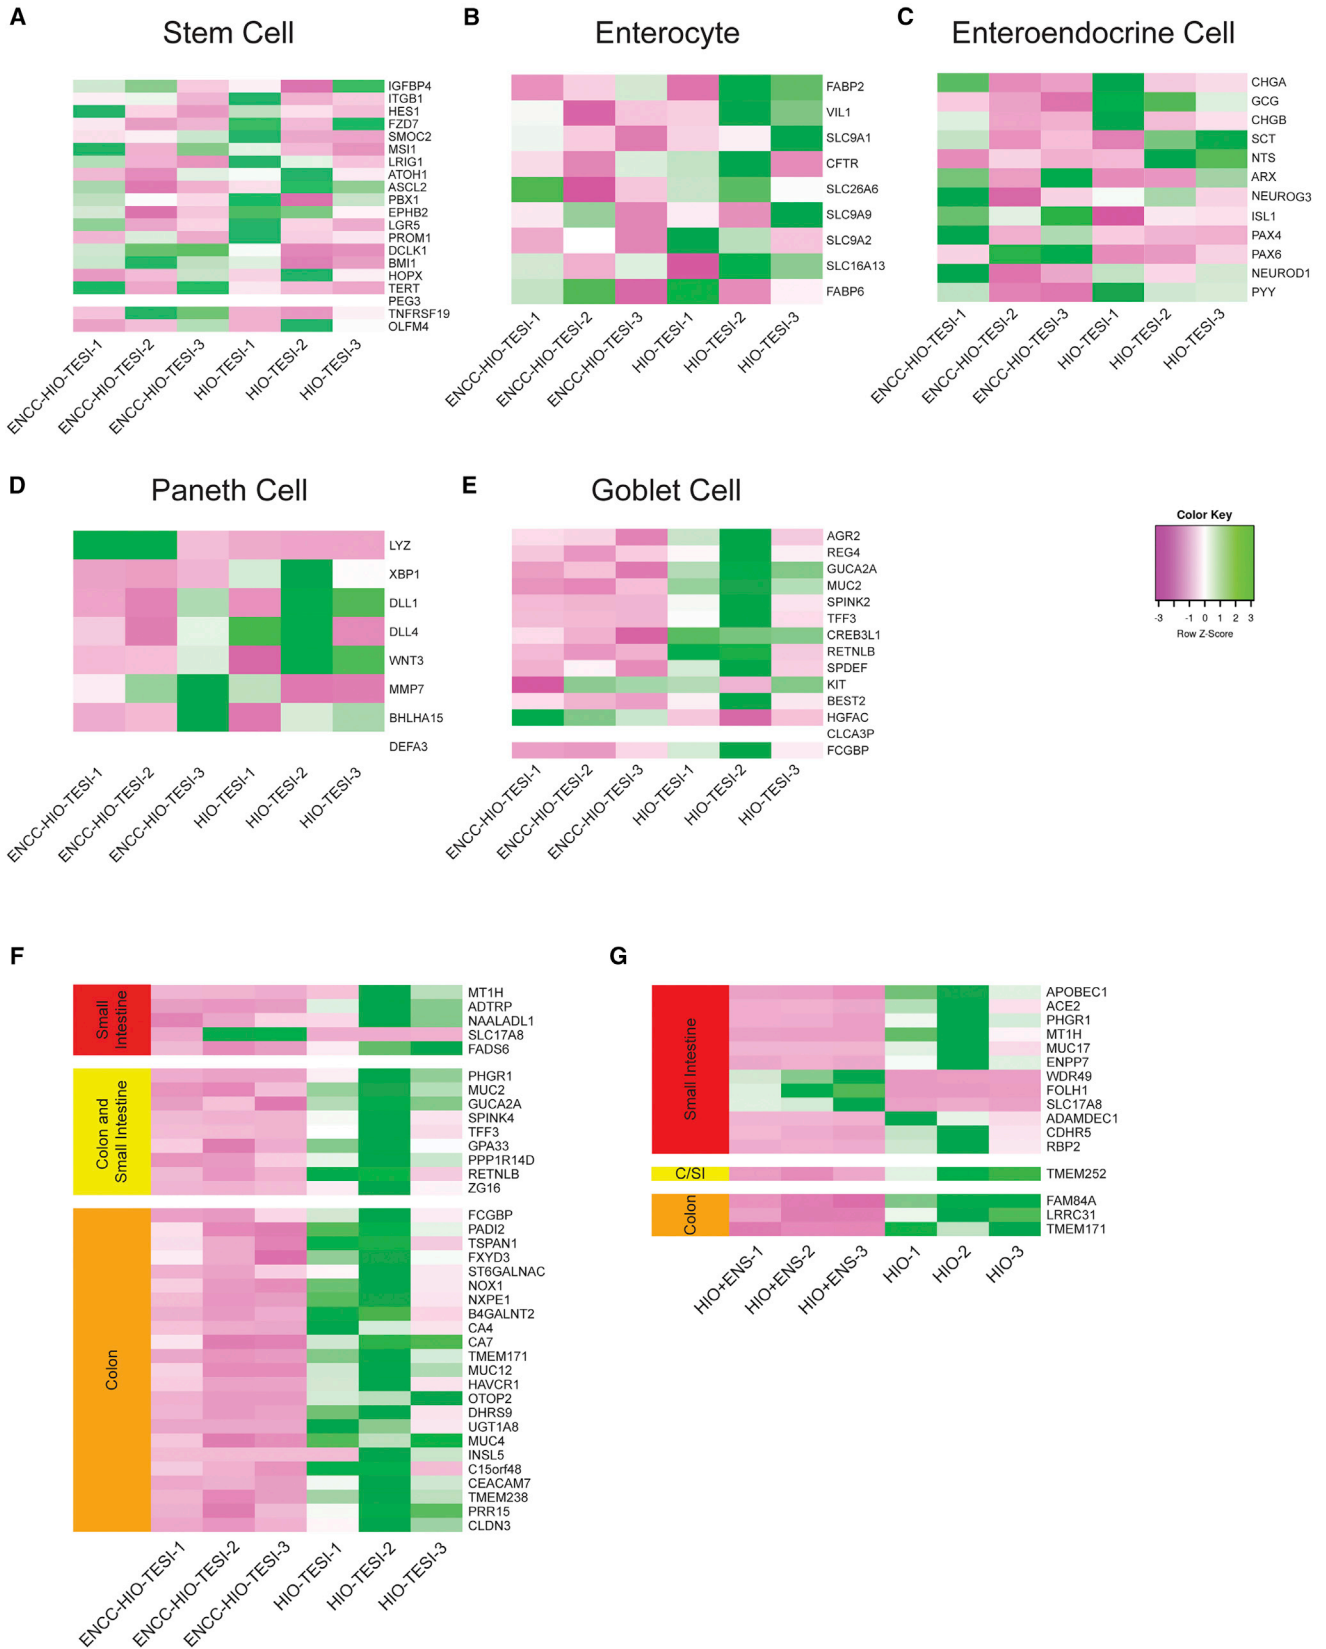 A
Stem Cell
IGFBP4
ITGB1
HES1
FZD7
SMOC2
MSI1
LRIG1
ATOH1
ASCL2
PBX1
EPHB2
LGR5
PROM1
DCLK1
BMI1
HOPX
TERT
PEG3
TNFRSF19
OLFM4
ENCC-HIO-TESI-1
ENCC-HIO-TESI-2
ENCC-HIO-TESI-3
HIO-TESI-1
HIO-TESI-2
HIO-TESI-3
B
Enterocyte
FABP2
VIL1
SLC9A1
CFTR
SLC26A6
SLC9A9
SLC9A2
SLC16A13
FABP6
ENCC-HIO-TESI-1
ENCC-HIO-TESI-2
ENCC-HIO-TESI-3
HIO-TESI-1
HIO-TESI-2
HIO-TESI-3
C
Enteroendocrine Cell
CHGA
GCG
CHGB
SCT
NTS
ARX
NEUROG3
ISL1
PAX4
PAX6
NEUROD1
PYY
ENCC-HIO-TESI-1
ENCC-HIO-TESI-2
ENCC-HIO-TESI-3
HIO-TESI-1
HIO-TESI-2
HIO-TESI-3
D
Paneth Cell
LYZ
XBP1
DLL1
DLL4
WNT3
MMP7
BHLHA15
DEFA3
ENCC-HIO-TESI-1
ENCC-HIO-TESI-2
ENCC-HIO-TESI-3
HIO-TESI-1
HIO-TESI-2
HIO-TESI-3
E
Goblet Cell
AGR2
REG4
GUCA2A
MUC2
SPINK2
TFF3
CREB3L1
RETNLB
SPDEF
KIT
BEST2
HGFAC
CLCA3P
FCGBP
ENCC-HIO-TESI-1
ENCC-HIO-TESI-2
ENCC-HIO-TESI-3
HIO-TESI-1
HIO-TESI-2
HIO-TESI-3
Color Key
-3 -1 0 1 2 3
Row Z-Score
F
Small
Intestine
MT1H
ADTRP
NAALADL1
SLC17A8
FADS6
Colon and
Small Intestine
PHGR1
MUC2
GUCA2A
SPINK4
TFF3
GPA33
PPP1R14D
RETNLB
ZG16
Colon
FCGBP
PADI2
TSPAN1
FXYD3
ST6GALNAC
NOX1
NXPE1
B4GALNT2
CA4
CA7
TMEM171
MUC12
HAVCR1
OTOP2
DHRS9
UGT1A8
MUC4
INSL5
C15orf48
CEACAM7
TMEM238
PRR15
CLDN3
ENCC-HIO-TESI-1
ENCC-HIO-TESI-2
ENCC-HIO-TESI-3
HIO-TESI-1
HIO-TESI-2
HIO-TESI-3
G
Small Intestine
APOBEC1
ACE2
PHGR1
MT1H
MUC17
ENPP7
WDR49
FOLH1
SLC17A8
ADAMDEC1
CDHR5
RBP2
C/SI
TMEM252
Colon
FAM84A
LRRC31
TMEM171
HIO+ENS-1
HIO+ENS-2
HIO+ENS-3
HIO-1
HIO-2
HIO-3